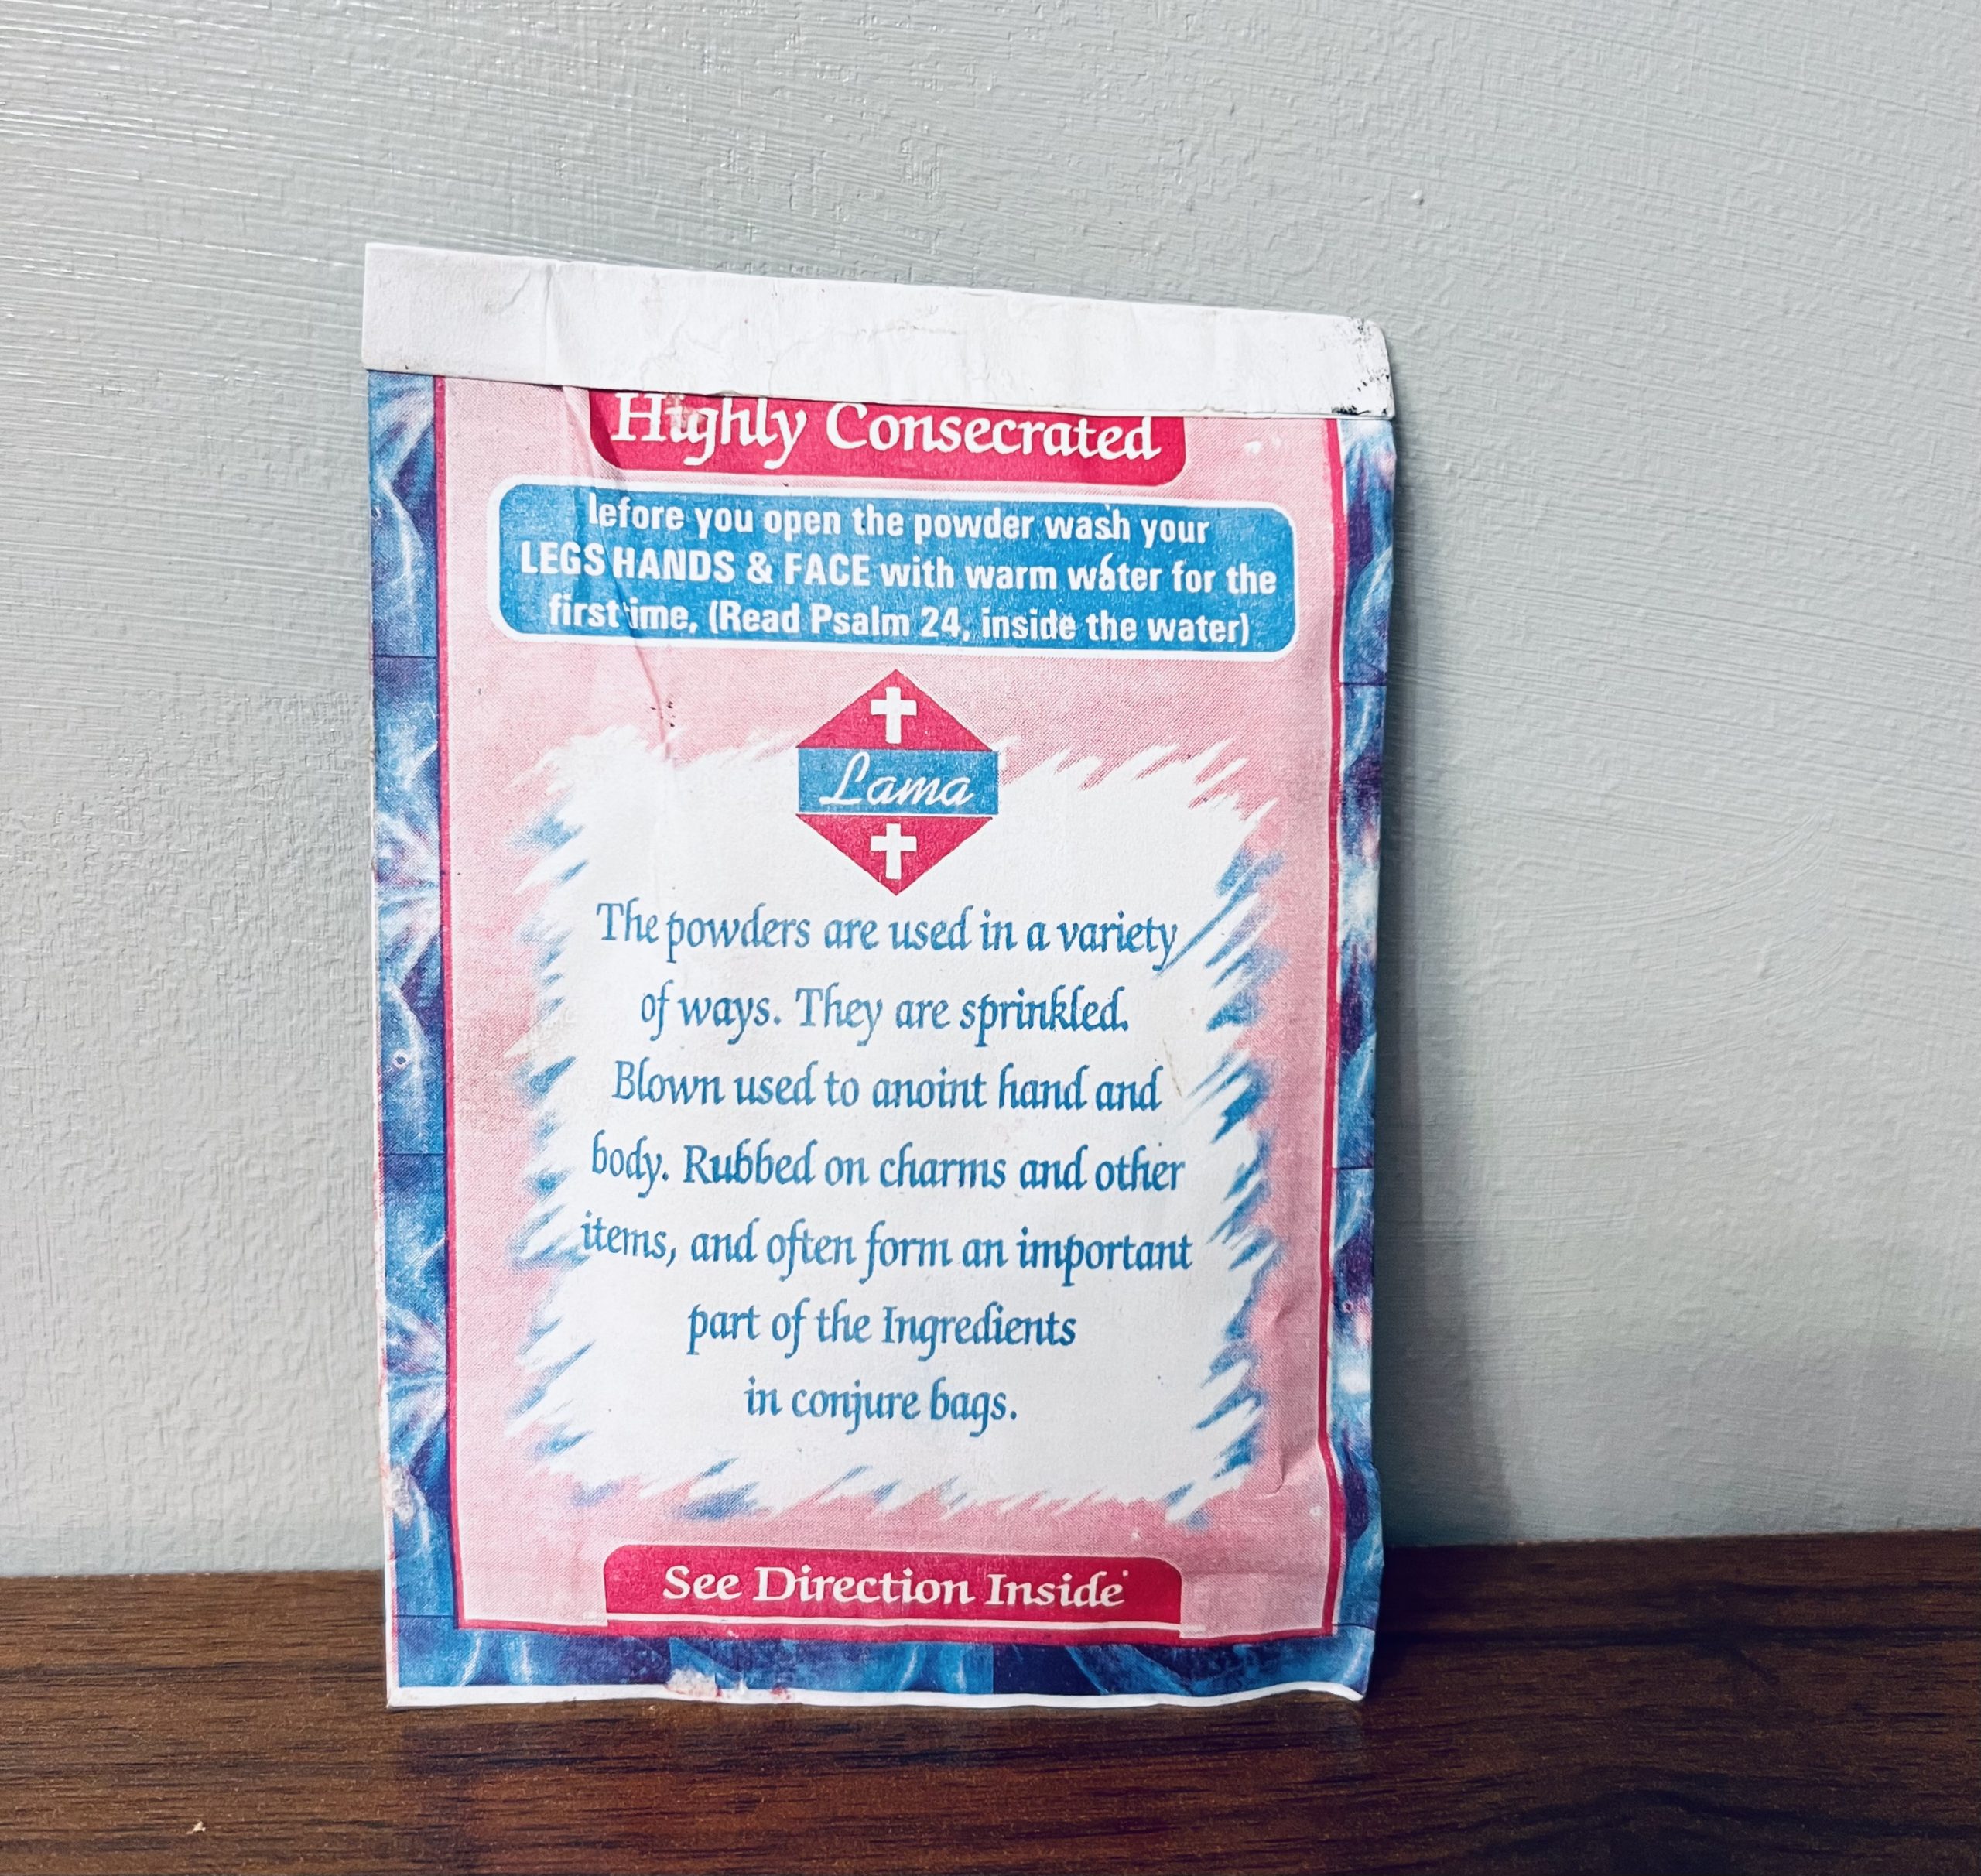 Highly Consecrated
lefore you open the powder wash your
LEGS HANDS & FACE with warm water for the
first ime, (Read Psalm 24, inside the water)
Lama
The powders are used in a variety
of ways. They are sprinkled.
Blown used to anoint hand and
body. Rubbed on charms and other
items, and often form an important
part of the Ingredients
in conjure bags.
See Direction Inside